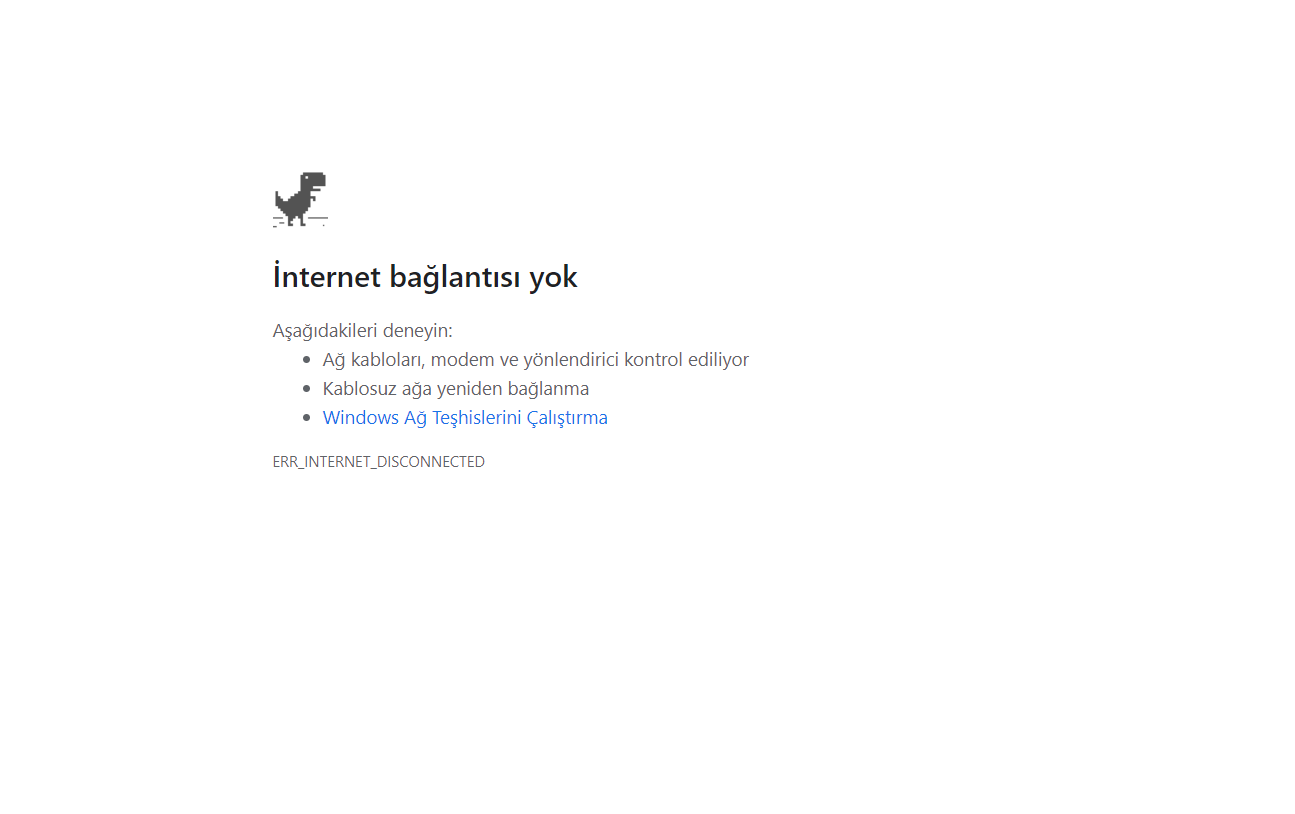 İnternet bağlantısı yok
Aşağıdakileri deneyin:
Ağ kabloları, modem ve yönlendirici kontrol ediliyor
Kablosuz ağa yeniden bağlanma
Windows Ağ Teşhislerini Çalıştırma
ERR_INTERNET_DISCONNECTED